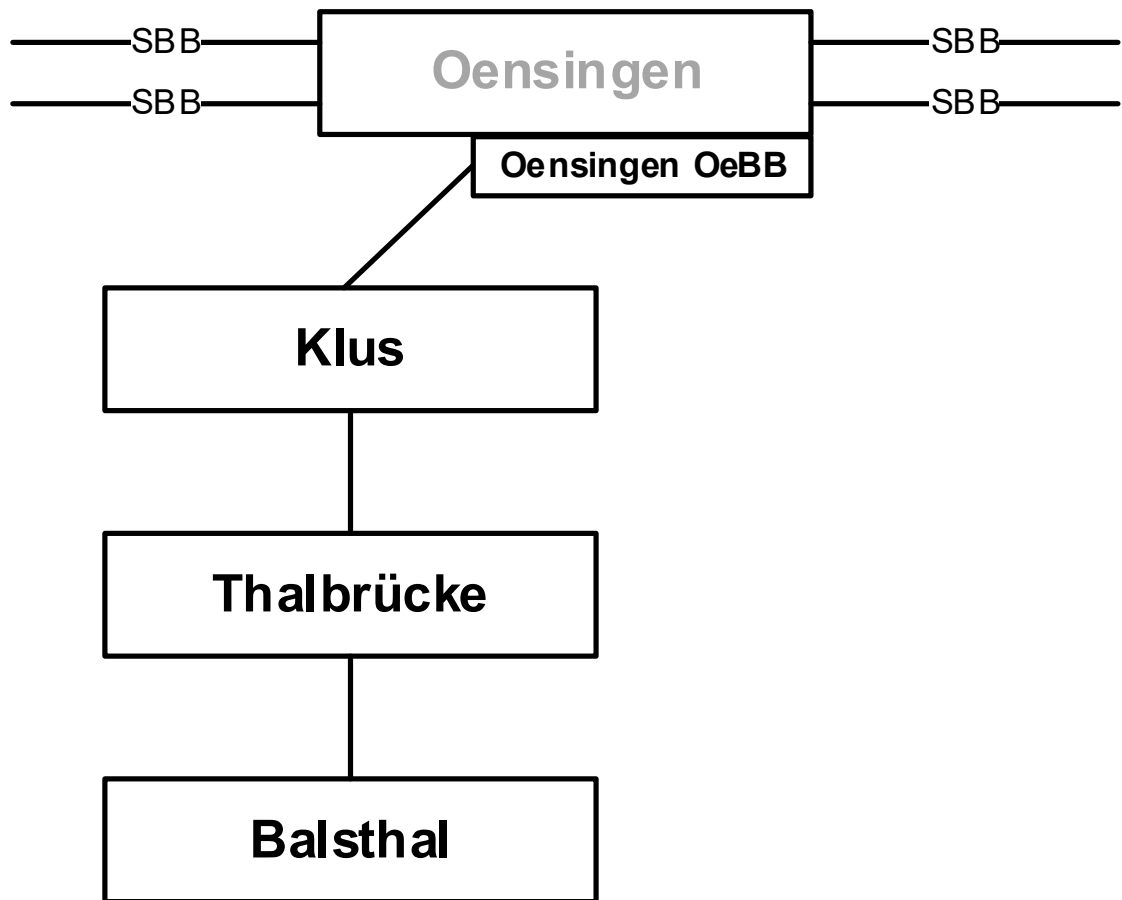 SBB
SBB
Oensingen
SBB
SBB
Oensingen OeBB
Klus
Thalbrücke
Balsthal